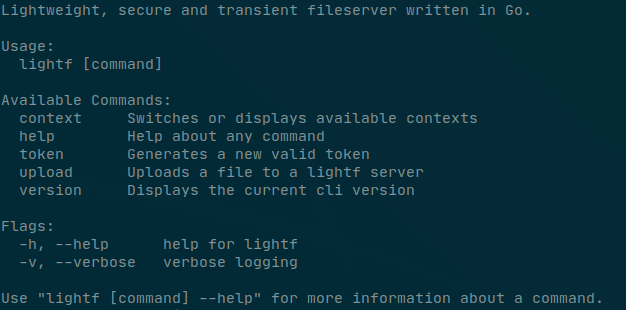 Lightweight, secure and transient fileserver written in Go.

Usage:
  lightf [command]

Available Commands:
  context     Switches or displays available contexts
  help        Help about any command
  token       Generates a new valid token
  upload      Uploads a file to a lightf server
  version     Displays the current cli version

Flags:
  -h, --help      help for lightf
  -v, --verbose   verbose logging

Use "lightf [command] --help" for more information about a command.